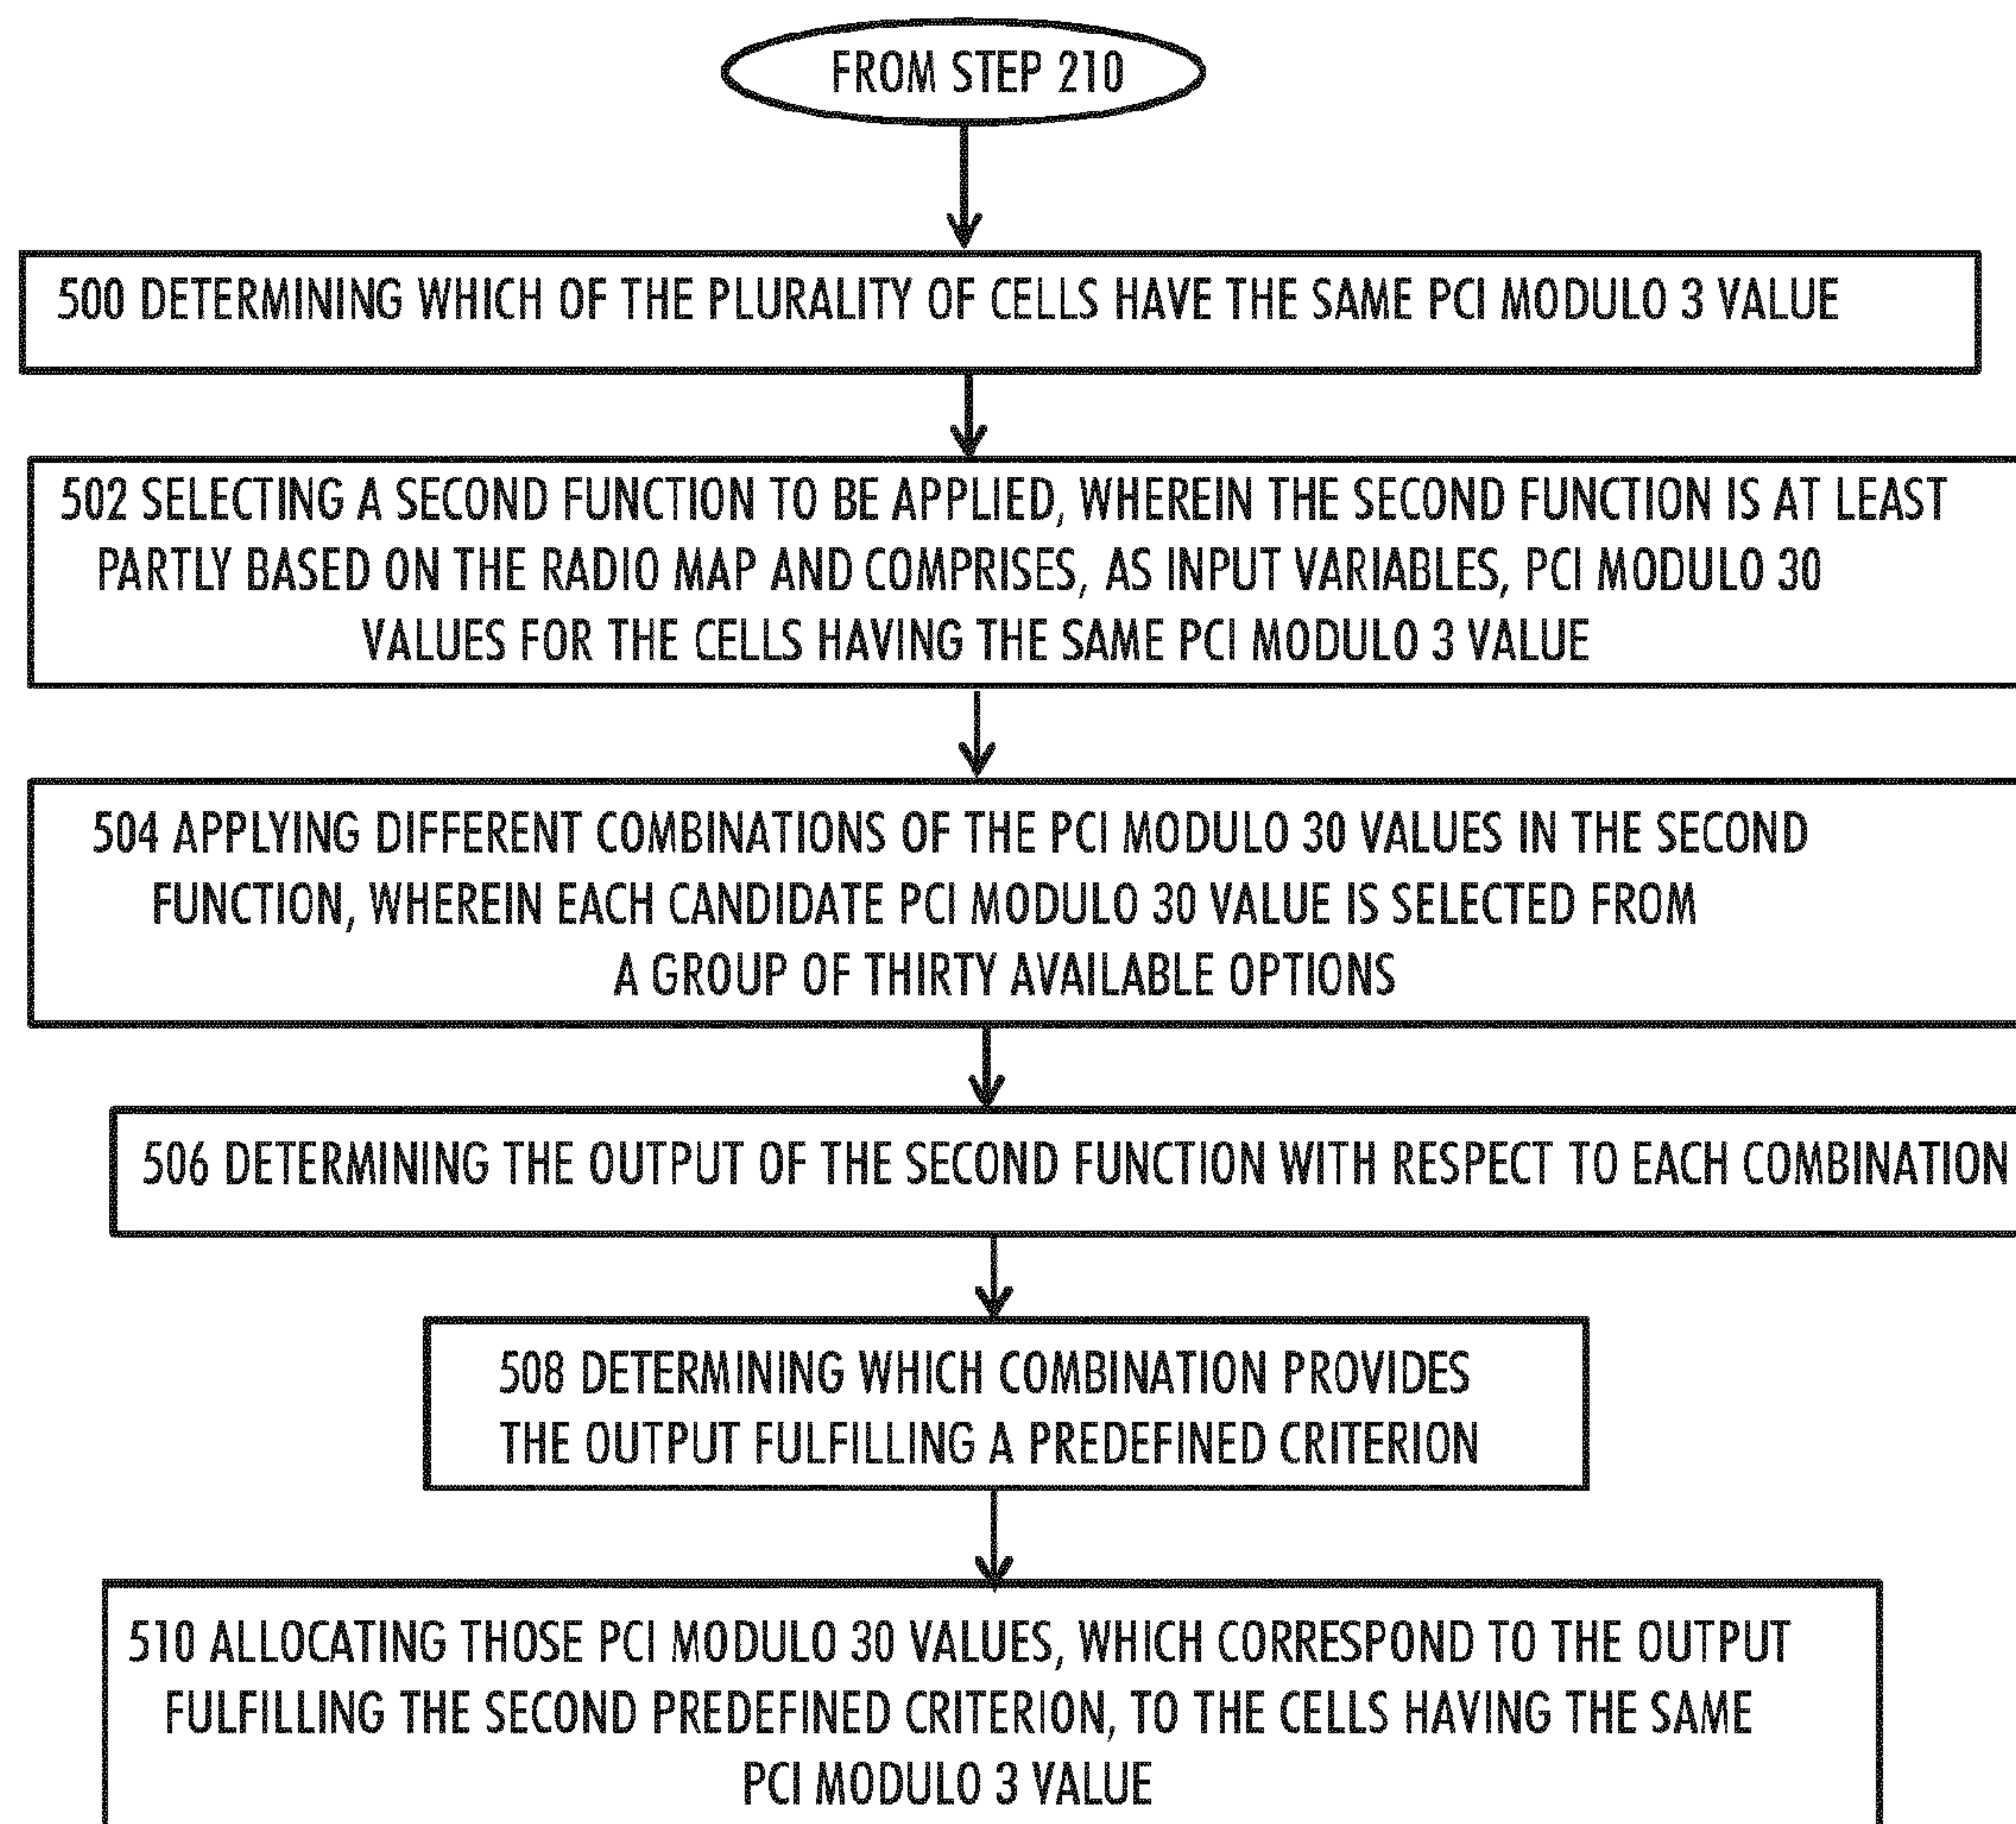 FROM STEP 210
500 DETERMINING WHICH OF THE PLURALITY OF CELLS HAVE THE SAME PCI MODULO 3 VALUE
502 SELECTING A SECOND FUNCTION TO BE APPLIED, WHEREIN THE SECOND FUNCTION IS AT LEAST
PARTLY BASED ON THE RADIO MAP AND COMPRISES, AS INPUT VARIABLES, PCI MODULO 30
VALUES FOR THE CELLS HAVING THE SAME PCI MODULO 3 VALUE
504 APPLYING DIFFERENT COMBINATIONS OF THE PCI MODULO 30 VALUES IN THE SECOND
FUNCTION, WHEREIN EACH CANDIDATE PCI MODULO 30 VALUE IS SELECTED FROM
A GROUP OF THIRTY AVAILABLE OPTIONS
506 DETERMINING THE OUTPUT OF THE SECOND FUNCTION WITH RESPECT TO EACH COMBINATION
508 DETERMINING WHICH COMBINATION PROVIDES
THE OUTPUT FULFILLING A PREDEFINED CRITERION
510 ALLOCATING THOSE PCI MODULO 30 VALUES, WHICH CORRESPOND TO THE OUTPUT
FULFILLING THE SECOND PREDEFINED CRITERION, TO THE CELLS HAVING THE SAME
PCI MODULO 3 VALUE